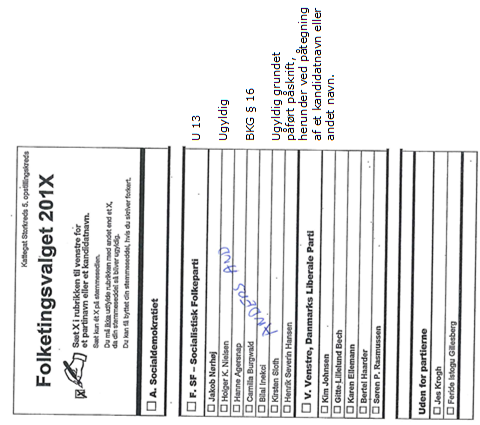 Kattegat Storkreds 5. opstillingskreds
Folketingsvalget 201X
Sæt X i rubrikken til venstre for
et partinavn eller et kandidatnavn.
Sæt kun ét X på stemmesedlen.
Du må ikke udfylde rubrikken med andet end et X,
da din stemmeseddel så bliver ugyldig.
Du kan få byttet din stemmeseddel, hvis du skriver forkert.
A. Socialdemokratiet
F. SF – Socialistisk Folkeparti
Jakob Nørhøj
Holger K. Nielsen
Hanne Agersnap
Camilla Burgwald
Bilal Inekci
Kirsten Sloth
Henrik Severin Hansen
ANDERS AND
V. Venstre, Danmarks Liberale Parti
Kim Johnsen
Gitte Lillelund Bech
Karen Ellemann
Bertel Haarder
Søren P. Rasmussen
Uden for partierne
Jes Krogh
Feride Istogu Gillesberg
U 13
Ugyldig
BKG § 16
Ugyldig grundet
påført påskrift,
herunder ved påtegning
af et kandidatnavn eller
andet navn.